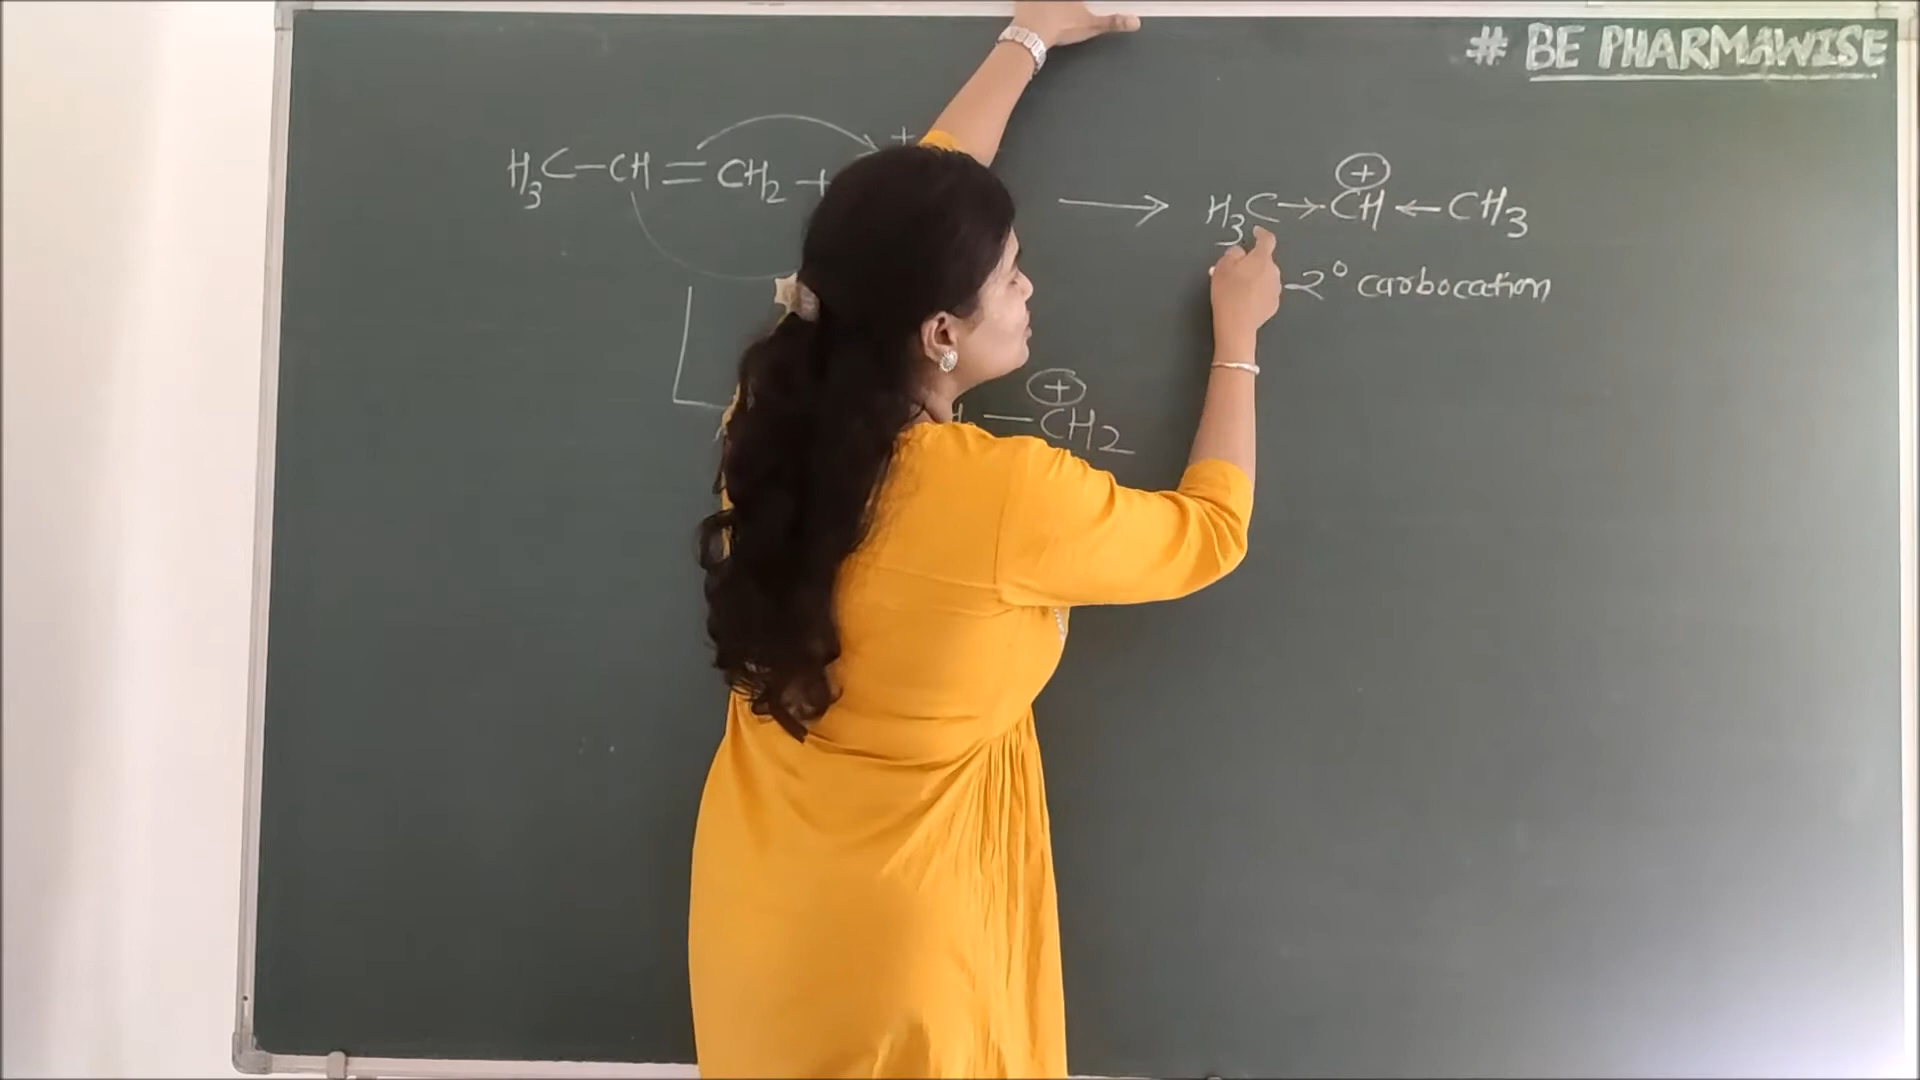 # BE PHARMAWISE
H₃C—CH=CH₂ + +
⟶ H₃C→CH←CH₃
⊕
2° carbocation
⊕
—CH₂